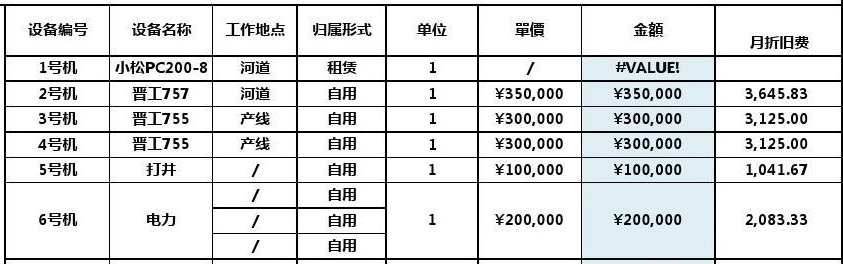 设备编号 设备名称 工作地点 归属形式 单位 單價 金額 月折旧费
1号机 小松PC200-8 河道 租赁 1 / #VALUE!
2号机 晋工757 河道 自用 1 ¥350,000 ¥350,000 3,645.83
3号机 晋工755 产线 自用 1 ¥300,000 ¥300,000 3,125.00
4号机 晋工755 产线 自用 1 ¥300,000 ¥300,000 3,125.00
5号机 打井 / 自用 1 ¥100,000 ¥100,000 1,041.67
/ 自用
6号机 电力 / 自用 1 ¥200,000 ¥200,000 2,083.33
/ 自用